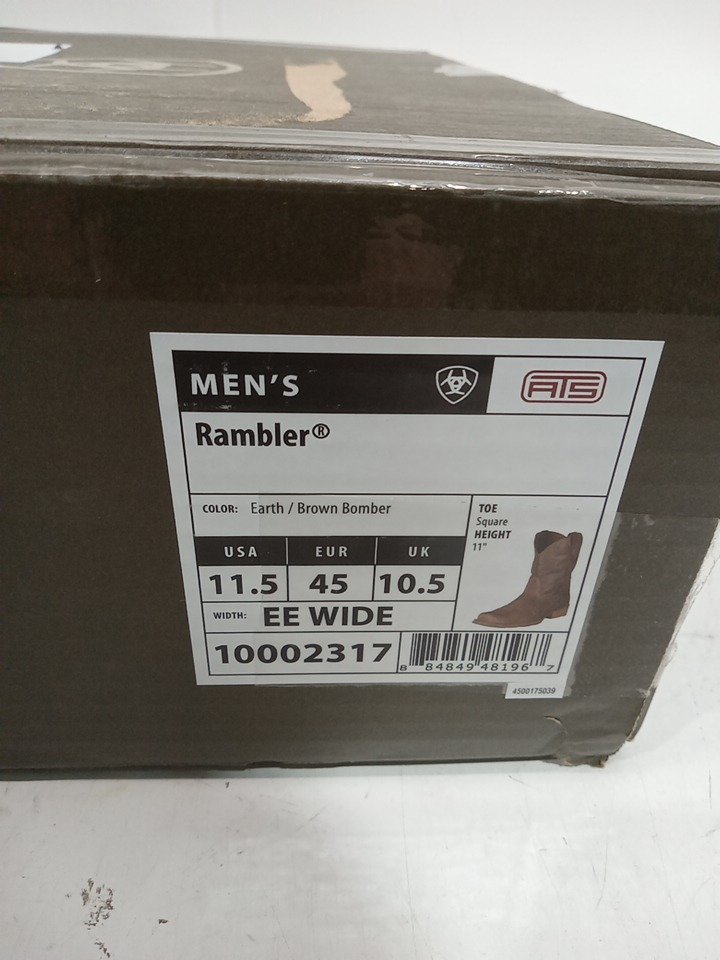 MEN'S
ATS
Rambler®
COLOR: Earth / Brown Bomber
TOE
Square
HEIGHT
11"
USA EUR UK
11.5 45 10.5
WIDTH: EE WIDE
10002317
8 84849 48196 7
4500175039